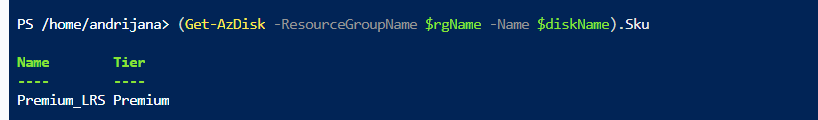 PS /home/andrijana> (Get-AzDisk -ResourceGroupName $rgName -Name $diskName).Sku
Name        Tier
----        ----
Premium_LRS Premium